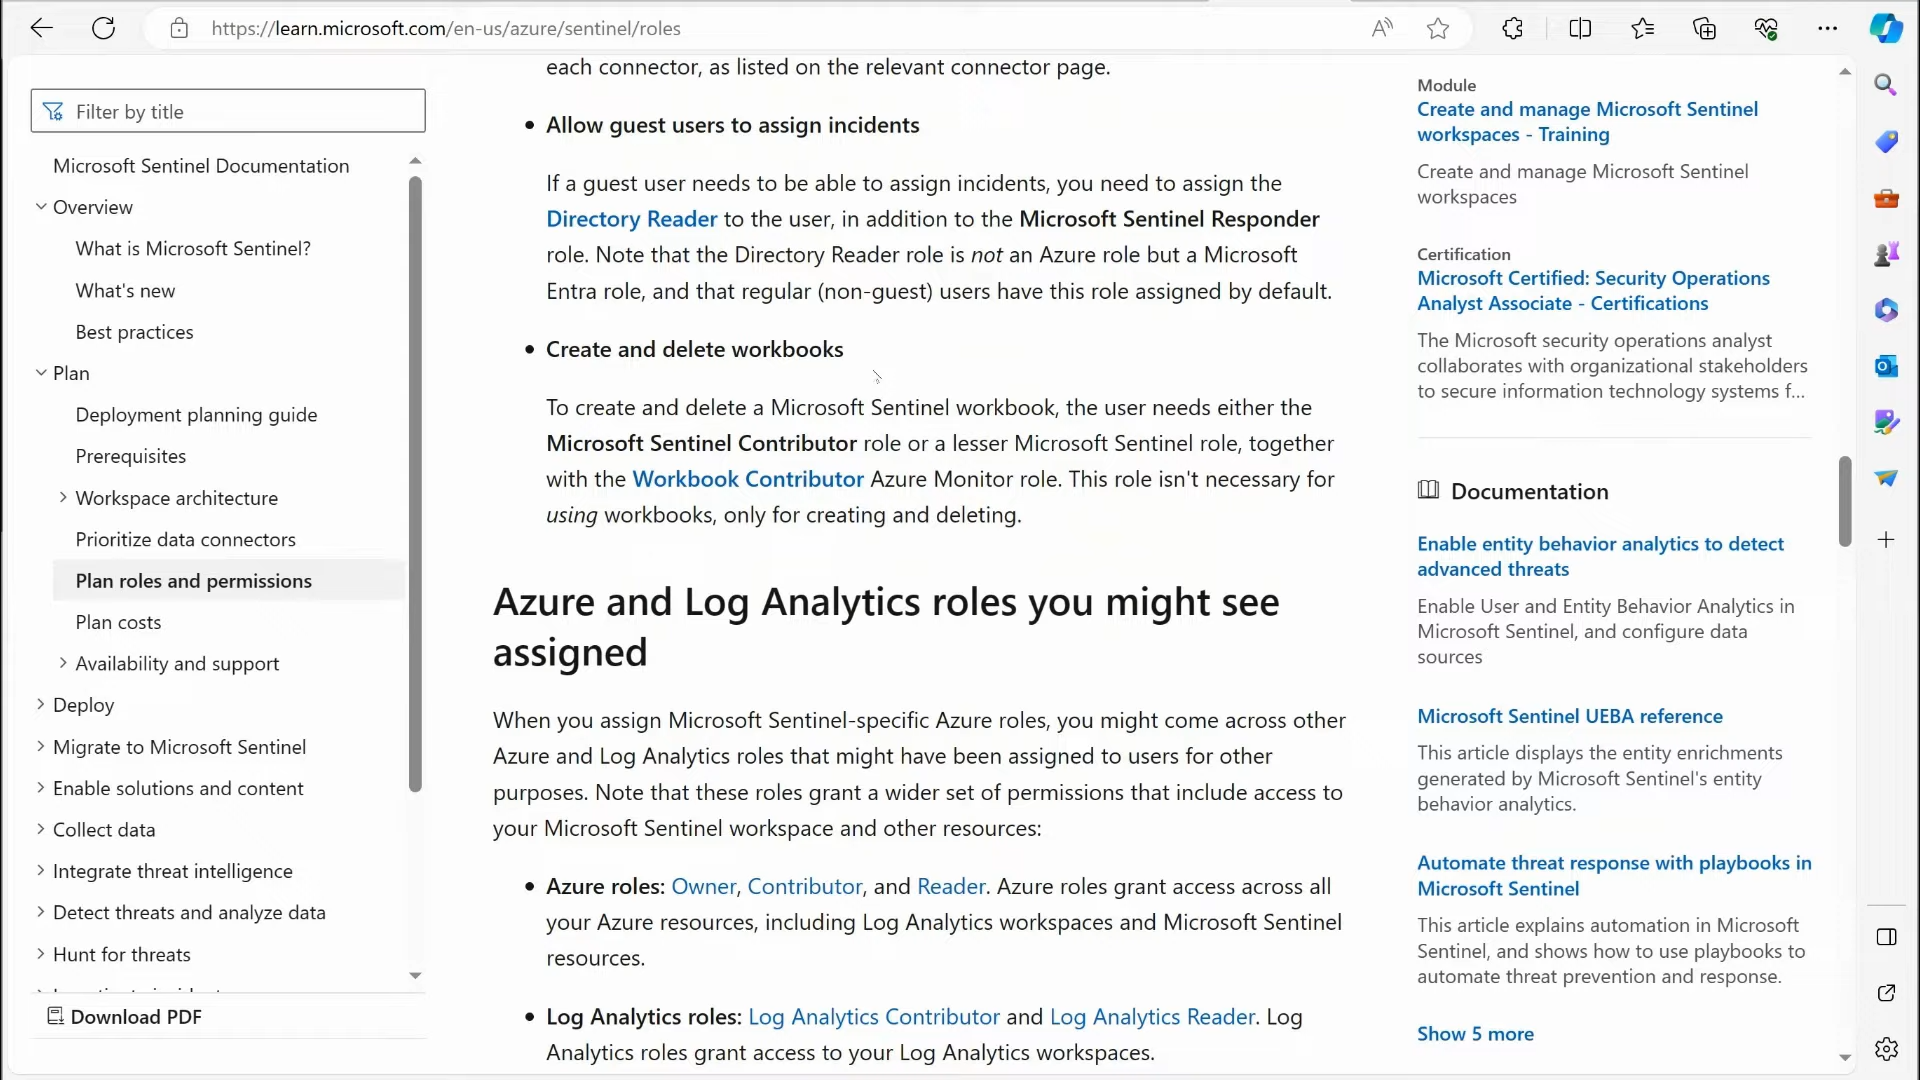 https://learn.microsoft.com/en-us/azure/sentinel/roles
Filter by title
Microsoft Sentinel Documentation
Overview
What is Microsoft Sentinel?
What's new
Best practices
Plan
Deployment planning guide
Prerequisites
Workspace architecture
Prioritize data connectors
Plan roles and permissions
Plan costs
Availability and support
Deploy
Migrate to Microsoft Sentinel
Enable solutions and content
Collect data
Integrate threat intelligence
Detect threats and analyze data
Hunt for threats
Download PDF
each connector, as listed on the relevant connector page.
• Allow guest users to assign incidents
If a guest user needs to be able to assign incidents, you need to assign the
Directory Reader to the user, in addition to the Microsoft Sentinel Responder
role. Note that the Directory Reader role is not an Azure role but a Microsoft
Entra role, and that regular (non-guest) users have this role assigned by default.
• Create and delete workbooks
To create and delete a Microsoft Sentinel workbook, the user needs either the
Microsoft Sentinel Contributor role or a lesser Microsoft Sentinel role, together
with the Workbook Contributor Azure Monitor role. This role isn't necessary for
using workbooks, only for creating and deleting.
Azure and Log Analytics roles you might see
assigned
When you assign Microsoft Sentinel-specific Azure roles, you might come across other
Azure and Log Analytics roles that might have been assigned to users for other
purposes. Note that these roles grant a wider set of permissions that include access to
your Microsoft Sentinel workspace and other resources:
• Azure roles: Owner, Contributor, and Reader. Azure roles grant access across all
your Azure resources, including Log Analytics workspaces and Microsoft Sentinel
resources.
• Log Analytics roles: Log Analytics Contributor and Log Analytics Reader. Log
Analytics roles grant access to your Log Analytics workspaces.
Module
Create and manage Microsoft Sentinel
workspaces - Training
Create and manage Microsoft Sentinel
workspaces
Certification
Microsoft Certified: Security Operations
Analyst Associate - Certifications
The Microsoft security operations analyst
collaborates with organizational stakeholders
to secure information technology systems f...
Documentation
Enable entity behavior analytics to detect
advanced threats
Enable User and Entity Behavior Analytics in
Microsoft Sentinel, and configure data
sources
Microsoft Sentinel UEBA reference
This article displays the entity enrichments
generated by Microsoft Sentinel's entity
behavior analytics.
Automate threat response with playbooks in
Microsoft Sentinel
This article explains automation in Microsoft
Sentinel, and shows how to use playbooks to
automate threat prevention and response.
Show 5 more